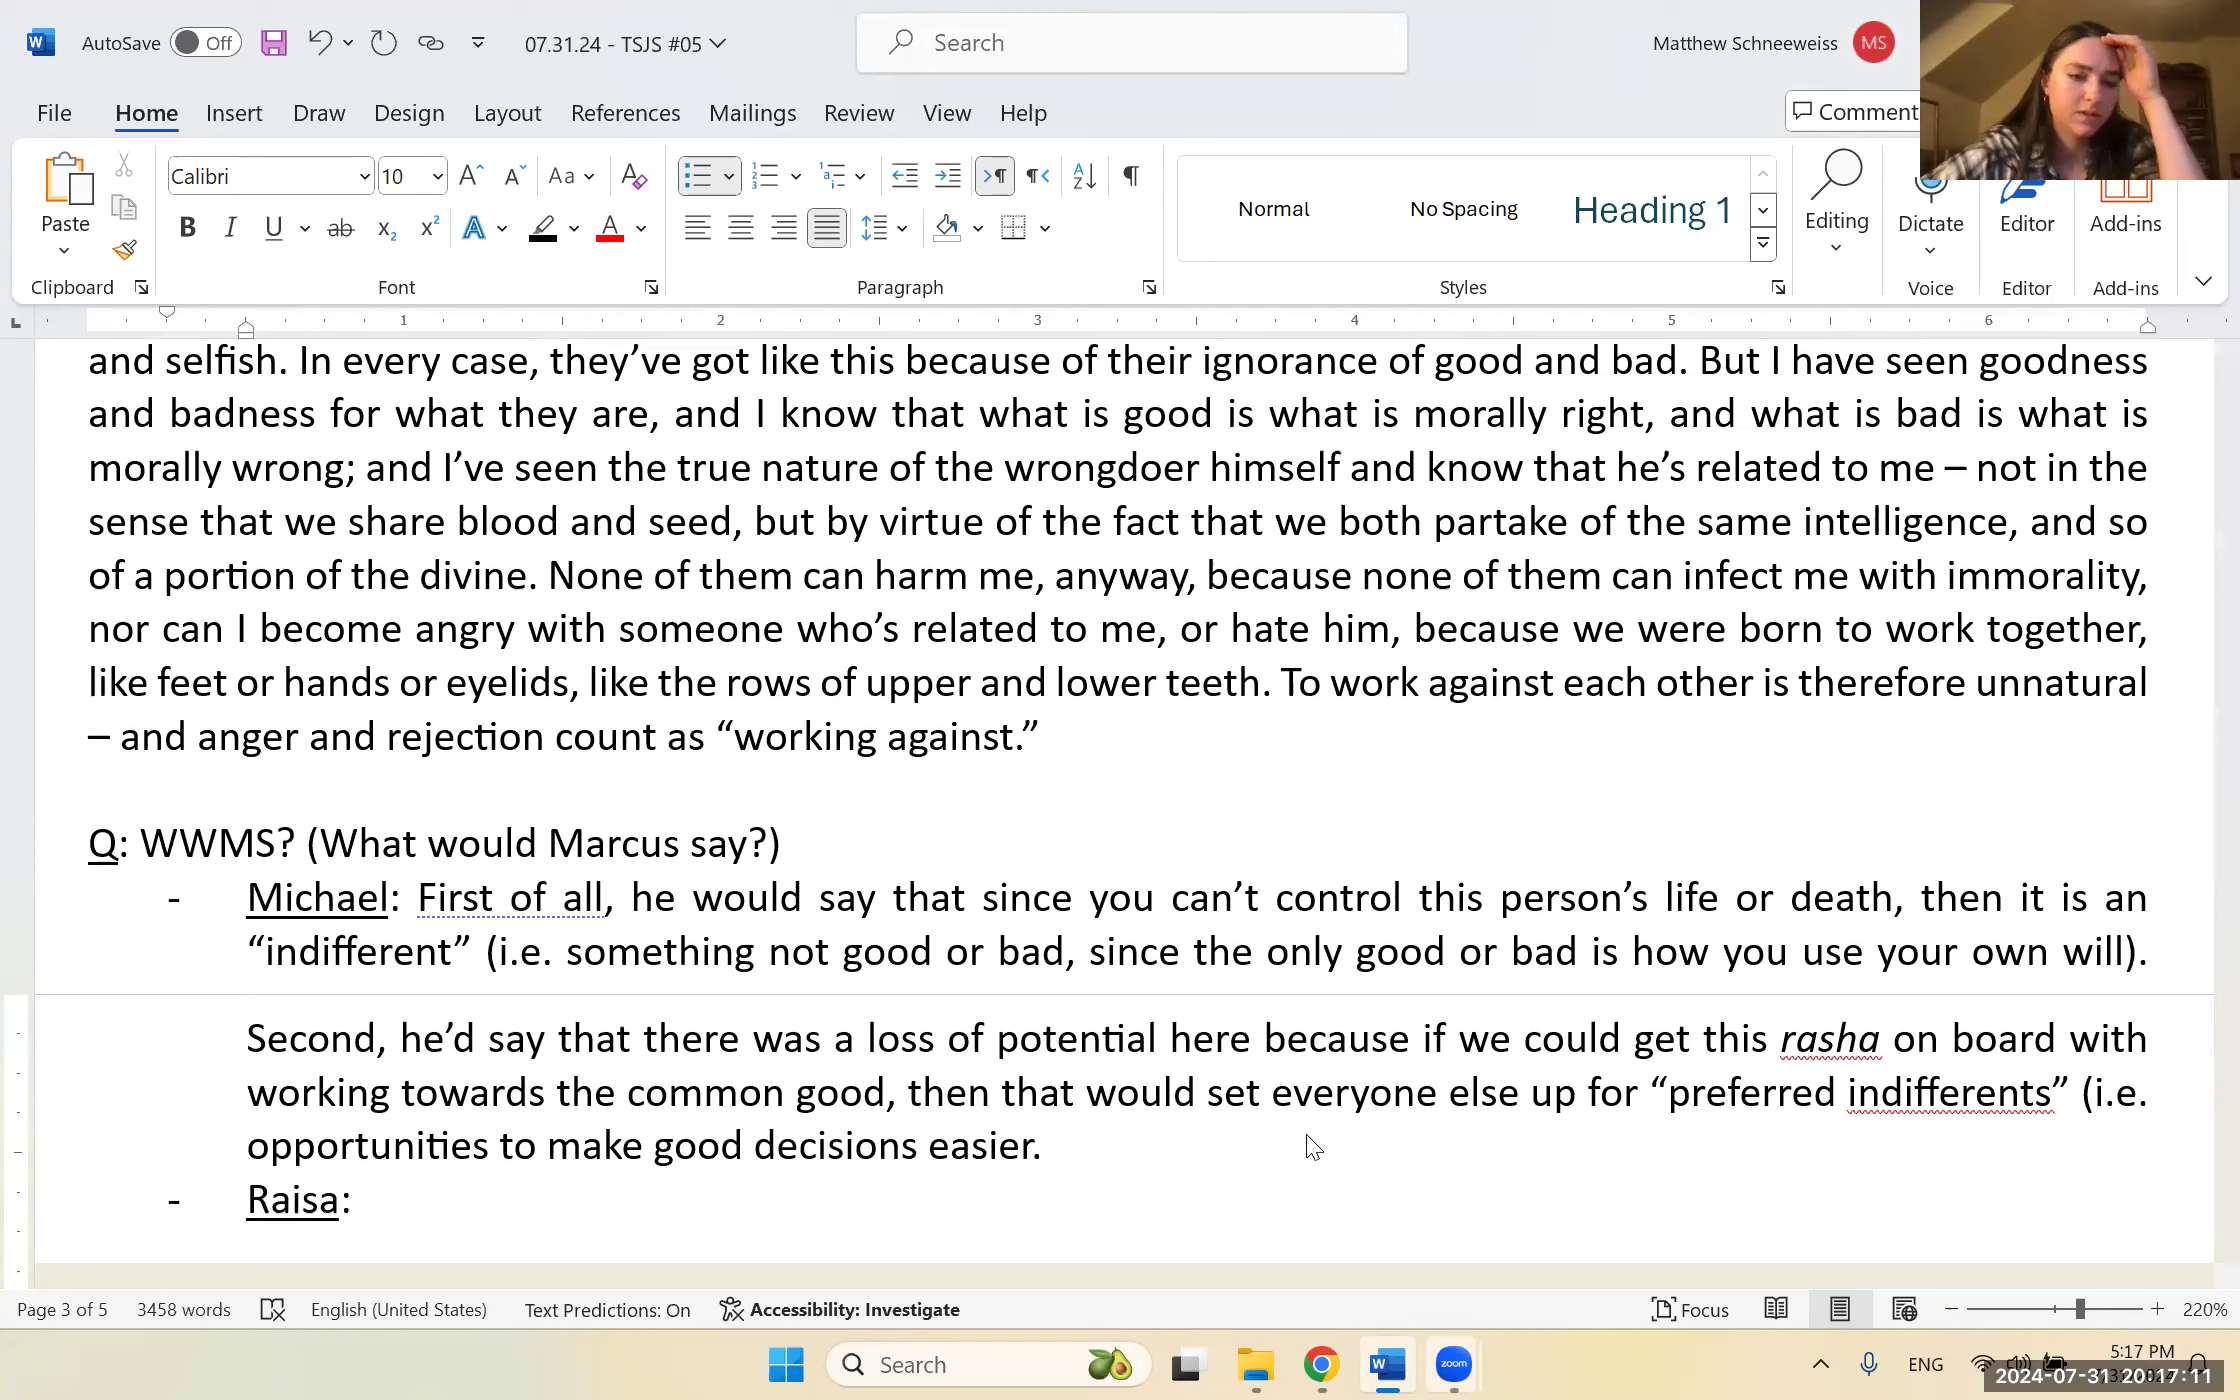 AutoSave Off 07.31.24 - TSJS #05 Search Matthew Schneeweiss MS
File Home Insert Draw Design Layout References Mailings Review View Help Comment
Paste Calibri 10 Normal No Spacing Heading 1 Editing Dictate Editor Add-ins
Clipboard Font Paragraph Styles Voice Editor Add-ins
1 2 3 4 5 6
and selfish. In every case, they’ve got like this because of their ignorance of good and bad. But I have seen goodness
and badness for what they are, and I know that what is good is what is morally right, and what is bad is what is
morally wrong; and I’ve seen the true nature of the wrongdoer himself and know that he’s related to me – not in the
sense that we share blood and seed, but by virtue of the fact that we both partake of the same intelligence, and so
of a portion of the divine. None of them can harm me, anyway, because none of them can infect me with immorality,
nor can I become angry with someone who’s related to me, or hate him, because we were born to work together,
like feet or hands or eyelids, like the rows of upper and lower teeth. To work against each other is therefore unnatural
– and anger and rejection count as “working against.”
Q: WWMS? (What would Marcus say?)
- Michael: First of all, he would say that since you can’t control this person’s life or death, then it is an
“indifferent” (i.e. something not good or bad, since the only good or bad is how you use your own will).
Second, he’d say that there was a loss of potential here because if we could get this rasha on board with
working towards the common good, then that would set everyone else up for “preferred indifferents” (i.e.
opportunities to make good decisions easier.
- Raisa:
Page 3 of 5 3458 words English (United States) Text Predictions: On Accessibility: Investigate Focus 220%
Search zoom ENG 5:17 PM
2024-07-31 20:17:11